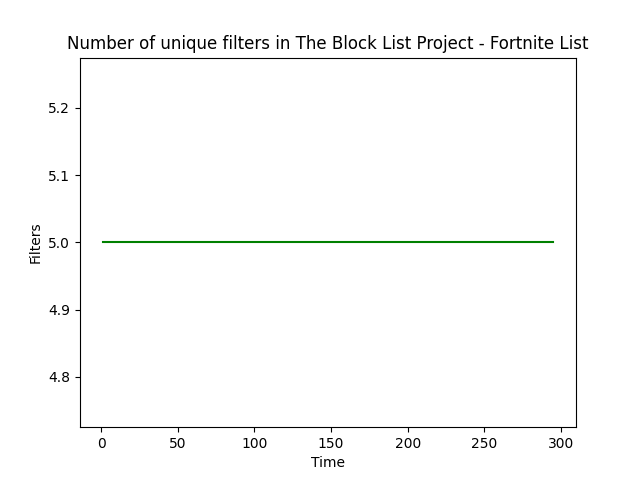 Number of unique filters in The Block List Project - Fortnite List
5.2
5.1
5.0
4.9
4.8
Filters
0 50 100 150 200 250 300
Time